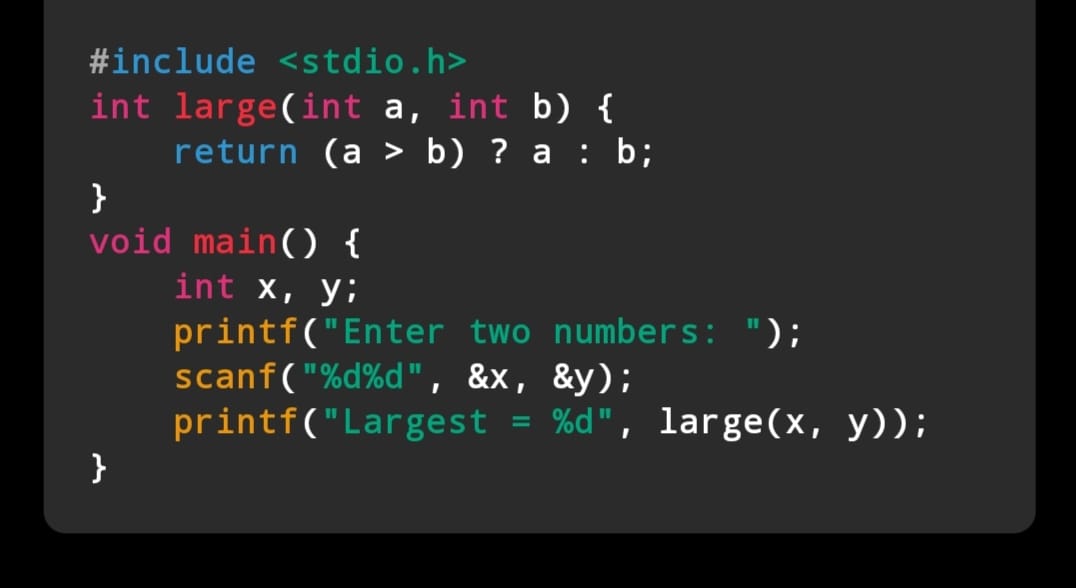 #include <stdio.h>
int large(int a, int b) {
    return (a > b) ? a : b;
}
void main() {
    int x, y;
    printf("Enter two numbers: ");
    scanf("%d%d", &x, &y);
    printf("Largest = %d", large(x, y));
}